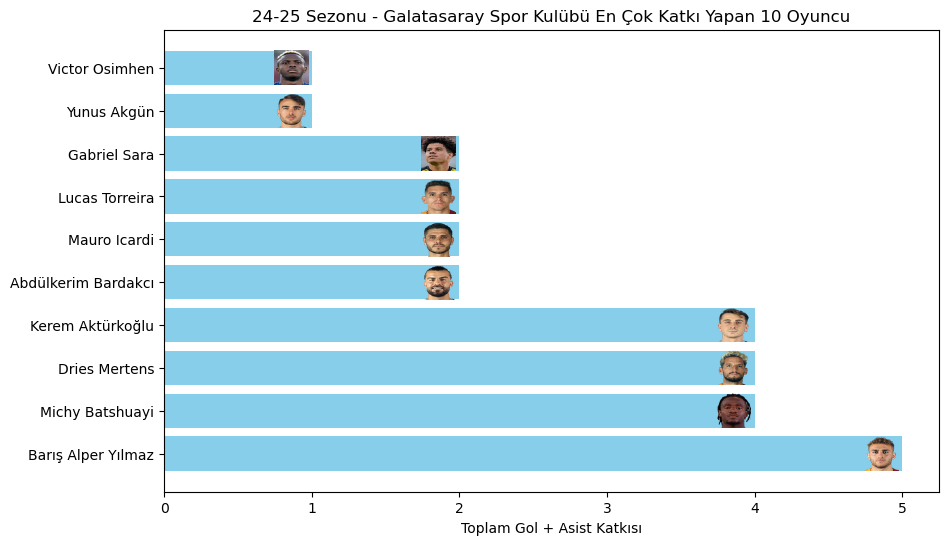 24-25 Sezonu - Galatasaray Spor Kulübü En Çok Katkı Yapan 10 Oyuncu
Victor Osimhen
Yunus Akgün
Gabriel Sara
Lucas Torreira
Mauro Icardi
Abdülkerim Bardakcı
Kerem Aktürkoğlu
Dries Mertens
Michy Batshuayi
Barış Alper Yılmaz
0 1 2 3 4 5
Toplam Gol + Asist Katkısı